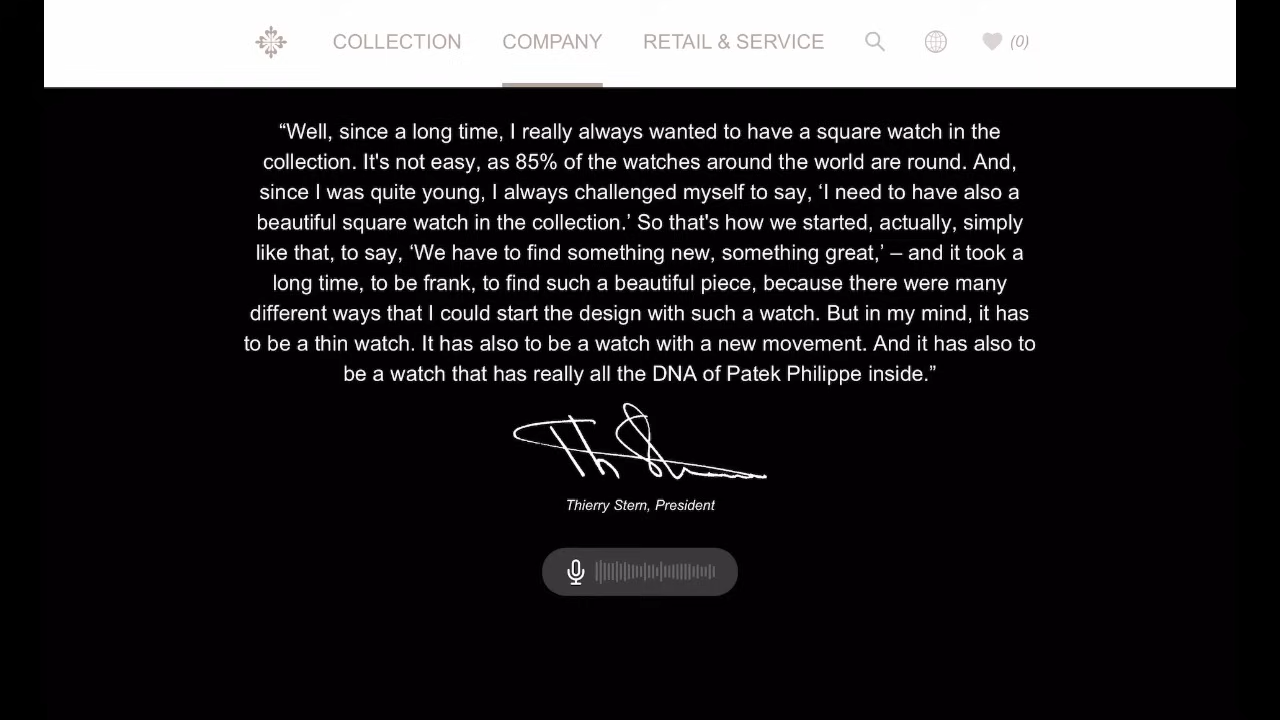 COLLECTION COMPANY RETAIL & SERVICE (0)
“Well, since a long time, I really always wanted to have a square watch in the
collection. It's not easy, as 85% of the watches around the world are round. And,
since I was quite young, I always challenged myself to say, ‘I need to have also a
beautiful square watch in the collection.’ So that's how we started, actually, simply
like that, to say, ‘We have to find something new, something great,’ – and it took a
long time, to be frank, to find such a beautiful piece, because there were many
different ways that I could start the design with such a watch. But in my mind, it has
to be a thin watch. It has also to be a watch with a new movement. And it has also to
be a watch that has really all the DNA of Patek Philippe inside.”
Th Stern
Thierry Stern, President